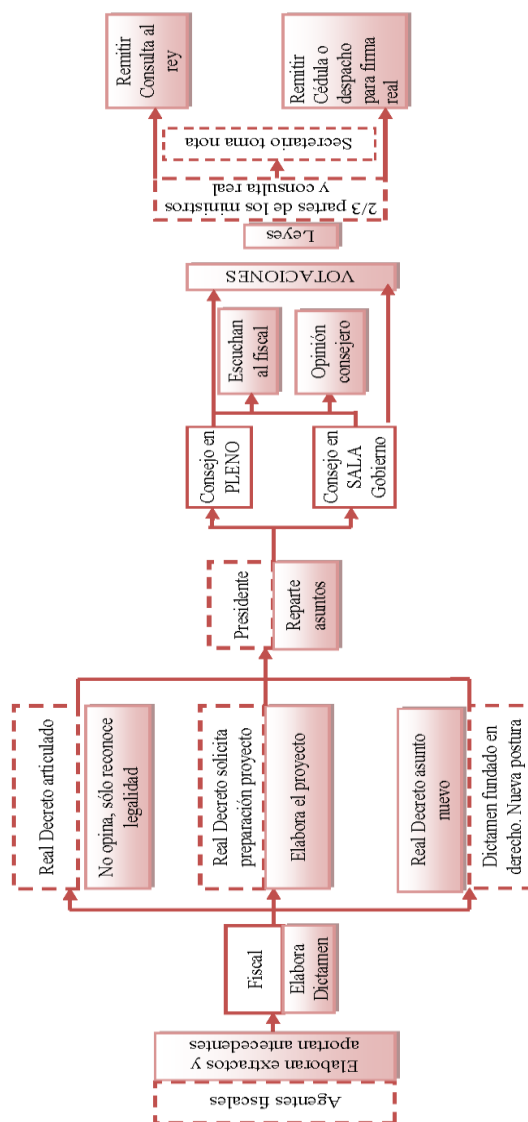 Agentes fiscales
Elaboran extractos y
aportan antecedentes
Fiscal
Elabora
Dictamen
Real Decreto articulado
No opina, sólo reconoce
legalidad
Real Decreto solicita
preparación proyecto
Elabora el proyecto
Real Decreto asunto
nuevo
Dictamen fundado en
derecho. Nueva postura
Presidente
Reparte
asuntos
Consejo en
PLENO
Consejo en
SALA
Gobierno
Escuchan
al fiscal
Opinión
consejero
VOTACIONES
Leyes
2/3 partes de los ministros
y consulta real
Secretario toma nota
Remitir
Consulta al
rey
Remitir
Cédula o
despacho
para firma
real